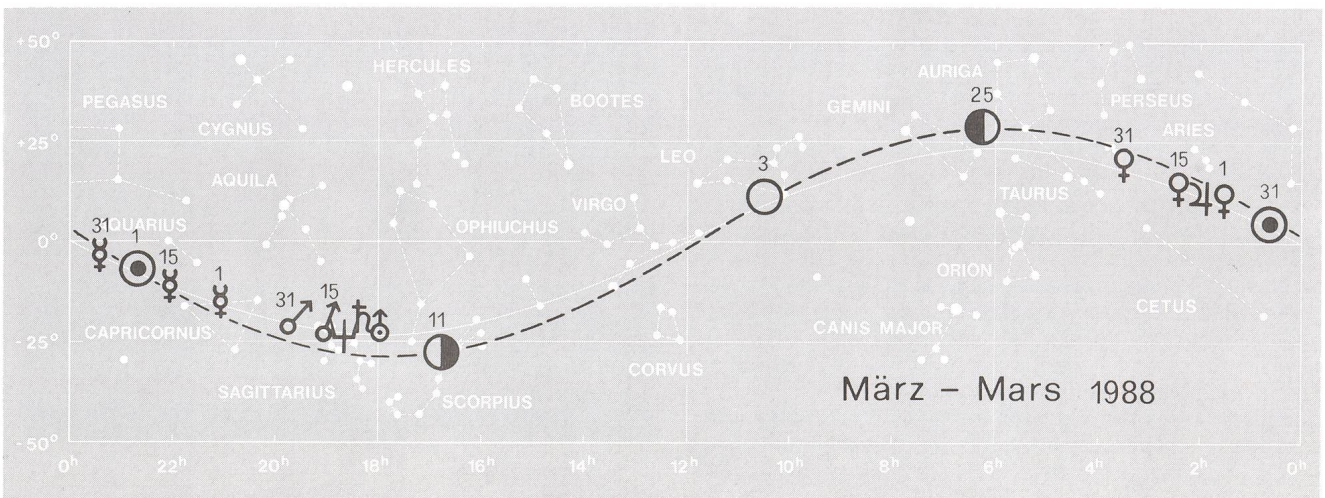 +50°
HERCULES
AURIGA
PEGASUS
BOOTES
GEMINI
25
PERSEUS
CYGNUS
31
ARIES
+25°
LEO
3
15
1
AQUILA
TAURUS
31
VIRGO
31
AQUARIUS
OPHIUCHUS
1
0°
15
1
ORION
31
15
11
CETUS
CAPRICORNUS
CANIS MAJOR
-25°
CORVUS
SAGITTARIUS
SCORPIUS
März – Mars 1988
-50°
0h 22h 20h 18h 16h 14h 12h 10h 8h 6h 4h 2h 0h